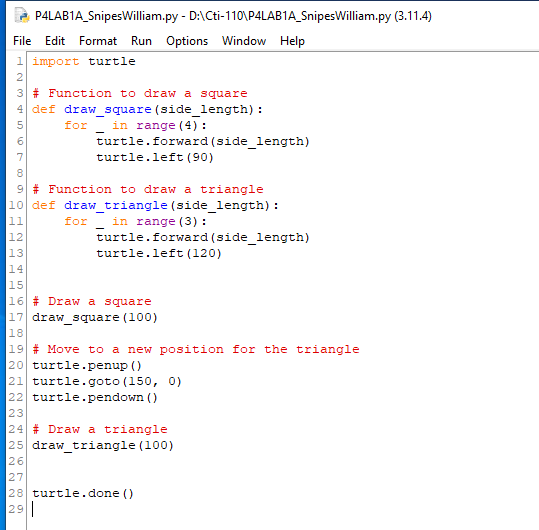 P4LAB1A_SnipesWilliam.py - D:\Cti-110\P4LAB1A_SnipesWilliam.py (3.11.4)
File Edit Format Run Options Window Help
1 import turtle
2
3 # Function to draw a square
4 def draw_square(side_length):
5     for _ in range(4):
6         turtle.forward(side_length)
7         turtle.left(90)
8
9 # Function to draw a triangle
10 def draw_triangle(side_length):
11     for _ in range(3):
12         turtle.forward(side_length)
13         turtle.left(120)
14
15
16 # Draw a square
17 draw_square(100)
18
19 # Move to a new position for the triangle
20 turtle.penup()
21 turtle.goto(150, 0)
22 turtle.pendown()
23
24 # Draw a triangle
25 draw_triangle(100)
26
27
28 turtle.done()
29